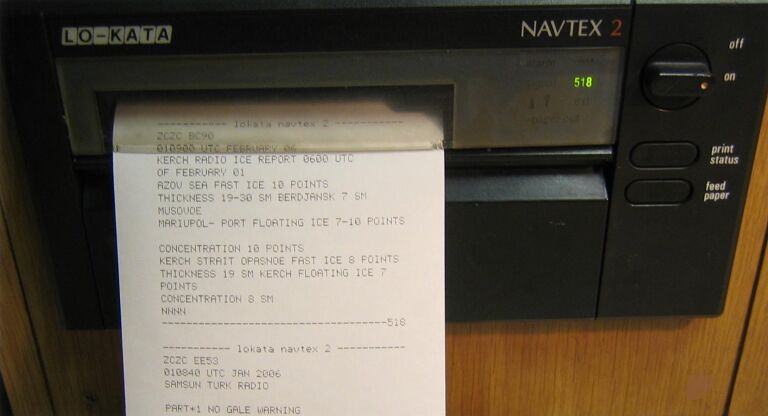 LO-KATA
NAVTEX 2
off
on
518
print
status
feed
paper
----------- lokata navtex 2 -----------
ZCZC BC90
010900 UTC FEBRUARY 06
KERCH RADIO ICE REPORT 0600 UTC
OF FEBRUARY 01
AZOV SEA FAST ICE 10 POINTS
THICKNESS 19-30 SM BERDJANSK 7 SM
MUSOVOE
MARIUPOL- PORT FLOATING ICE 7-10 POINTS
CONCENTRATION 10 POINTS
KERCH STRAIT OPASNOE FAST ICE 8 POINTS
THICKNESS 19 SM KERCH FLOATING ICE 7
POINTS
CONCENTRATION 8 SM
NNNN
-------------------------------------518
----------- lokata navtex 2 -----------
ZCZC EE53
010840 UTC JAN 2006
SAMSUN TURK RADIO
PART*1 NO GALE WARNING